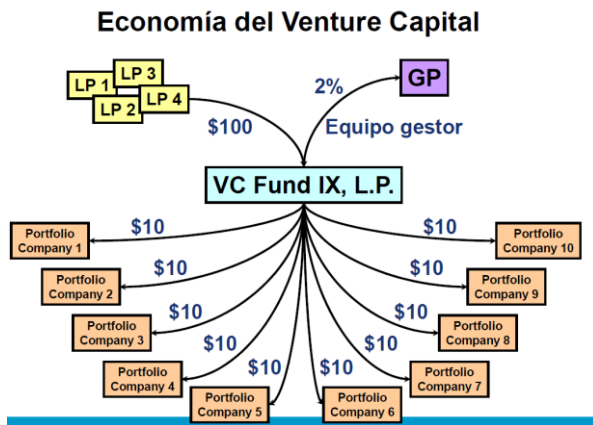 Economía del Venture Capital
LP 1
LP 3
LP 2
LP 4
$100
2%
GP
Equipo gestor
VC Fund IX, L.P.
Portfolio
Company 1
$10
Portfolio
Company 2
$10
Portfolio
Company 3
$10
Portfolio
Company 4
$10
Portfolio
Company 5
$10
Portfolio
Company 6
$10
Portfolio
Company 7
$10
Portfolio
Company 8
$10
Portfolio
Company 9
$10
Portfolio
Company 10
$10